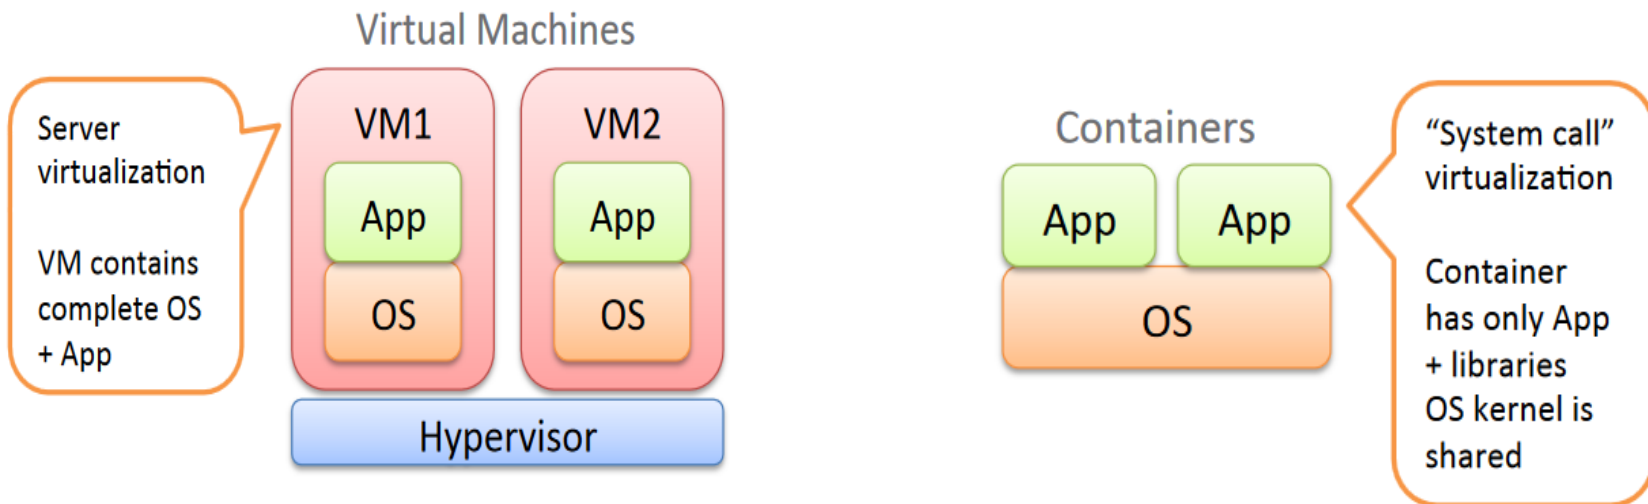 Virtual Machines
Server
virtualization
VM contains
complete OS
+ App
VM1
App
OS
VM2
App
OS
Hypervisor
Containers
App
App
OS
“System call”
virtualization
Container
has only App
+ libraries
OS kernel is
shared